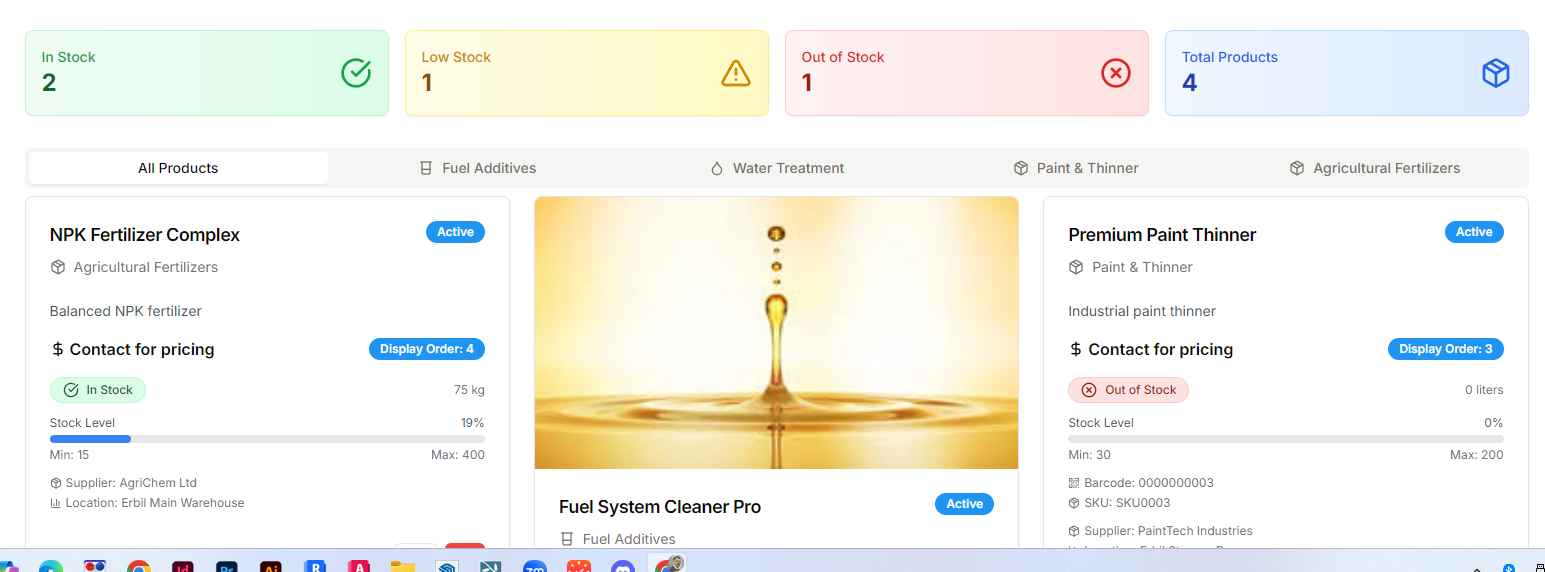 In Stock
2
Low Stock
1
Out of Stock
1
Total Products
4
All Products
Fuel Additives
Water Treatment
Paint & Thinner
Agricultural Fertilizers
NPK Fertilizer Complex
Active
Agricultural Fertilizers
Balanced NPK fertilizer
$ Contact for pricing
Display Order: 4
In Stock
75 kg
Stock Level
19%
Min: 15
Max: 400
Supplier: AgriChem Ltd
Location: Erbil Main Warehouse
Fuel System Cleaner Pro
Active
Fuel Additives
Premium Paint Thinner
Active
Paint & Thinner
Industrial paint thinner
$ Contact for pricing
Display Order: 3
Out of Stock
0 liters
Stock Level
0%
Min: 30
Max: 200
Barcode: 0000000003
SKU: SKU0003
Supplier: PaintTech Industries
Id
Ps
Ai
R
A
zm